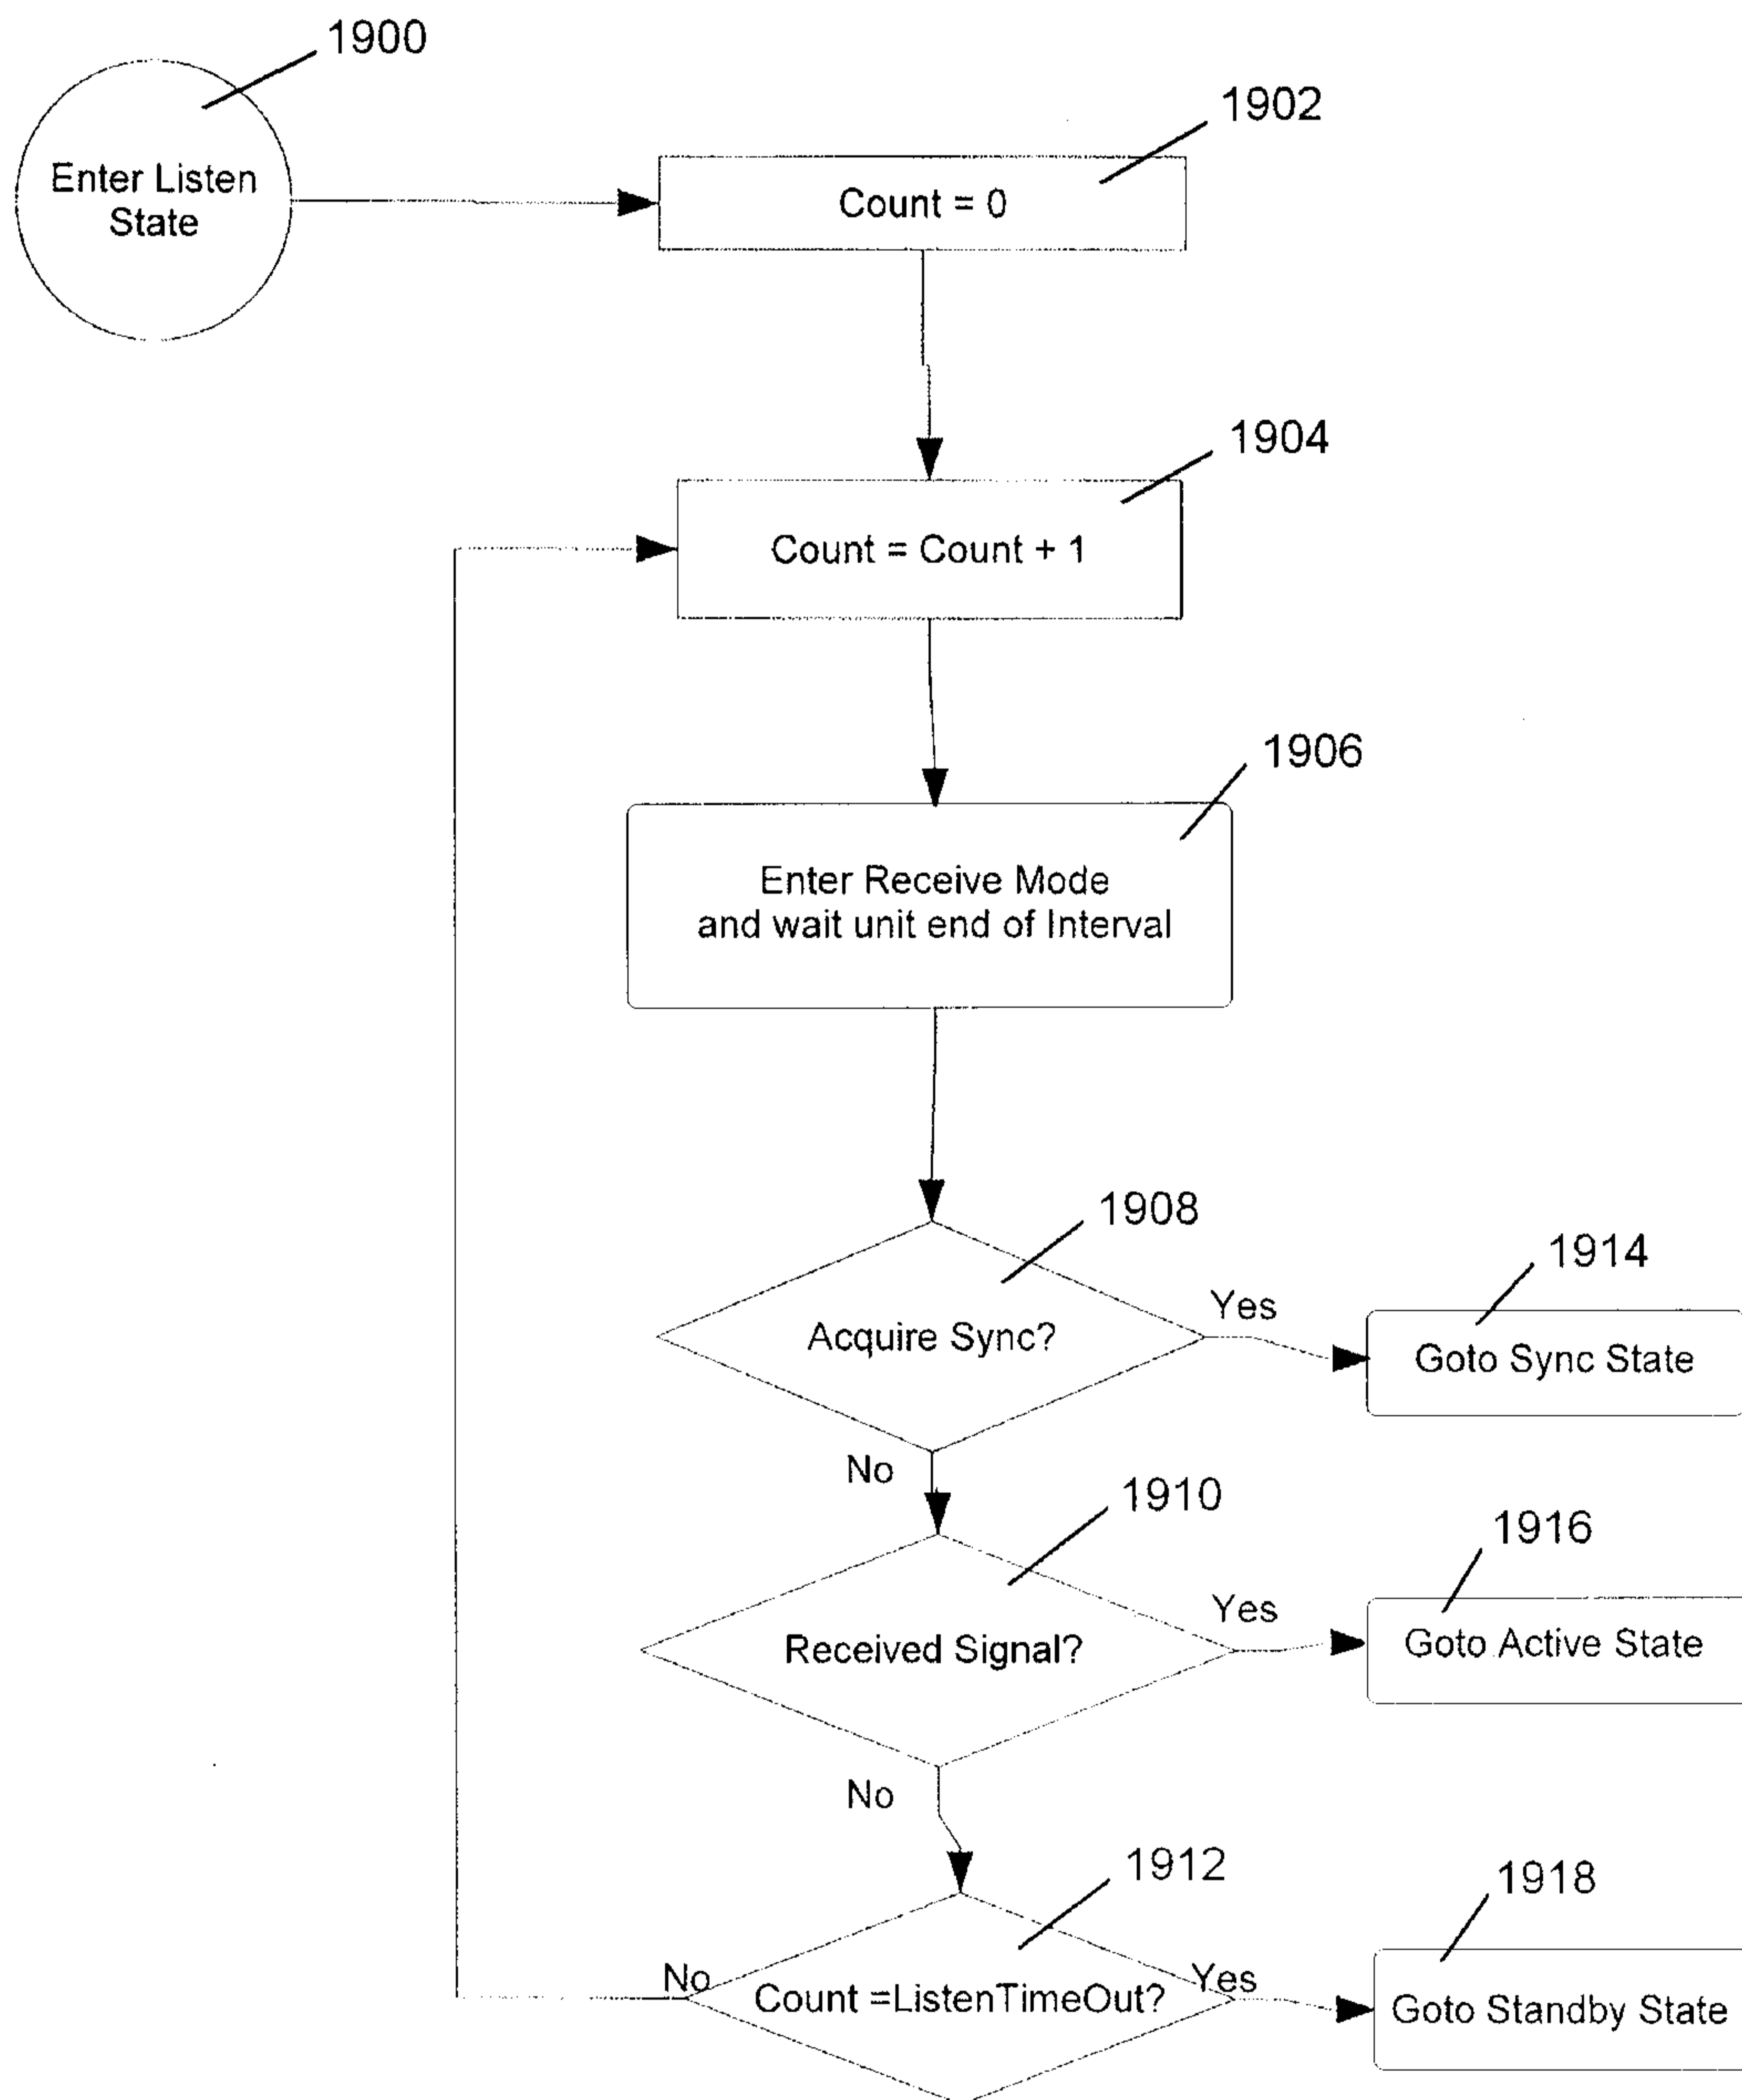 1900
Enter Listen
State
1902
Count = 0
1904
Count = Count + 1
1906
Enter Receive Mode
and wait unit end of Interval
1908
Acquire Sync?
Yes
1914
Goto Sync State
No
1910
Received Signal?
Yes
1916
Goto Active State
No
1912
Count =ListenTimeOut?
No
Yes
1918
Goto Standby State